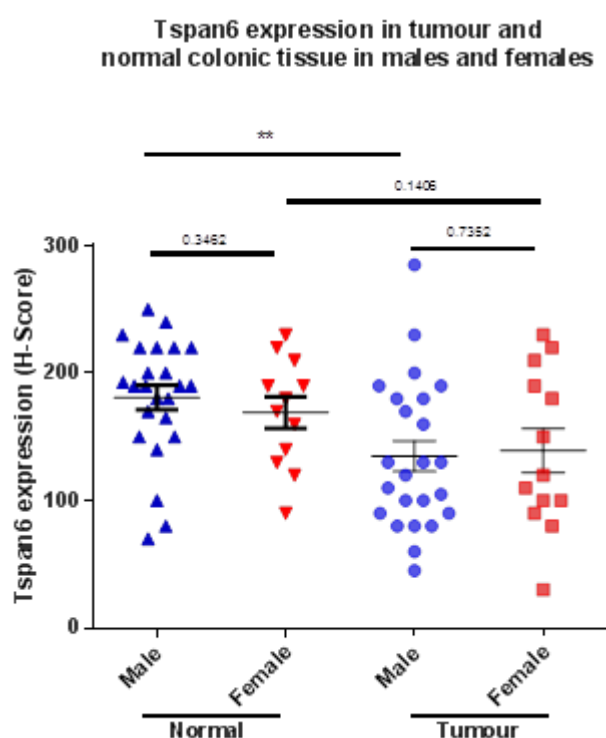 Tspan6 expression in tumour and
normal colonic tissue in males and females
**
0.1406
0.3462
0.7352
300
200
100
0
Tspan6 expression (H-Score)
Male
Female
Male
Female
Normal
Tumour